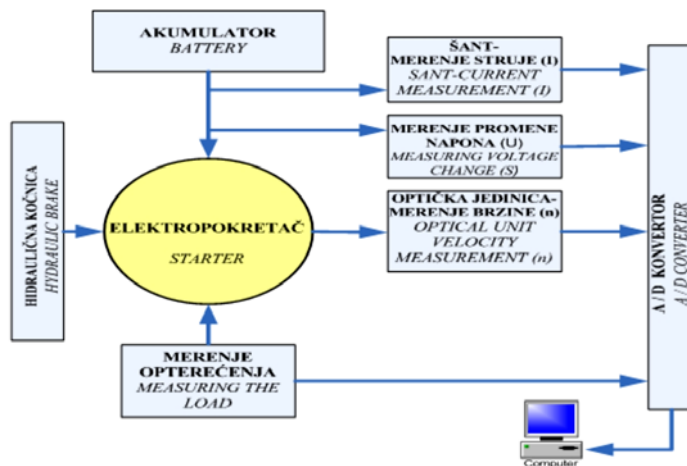 AKUMULATOR
BATTERY
ŠANT-
MERENJE STRUJE (I)
SANT-CURRENT
MEASUREMENT (I)
MERENJE PROMENE
NAPONA (U)
MEASURING VOLTAGE
CHANGE (S)
OPTIČKA JEDINICA-
MERENJE BRZINE (n)
OPTICAL UNIT
VELOCITY
MEASUREMENT (n)
HIDRAULIČNA KOČNICA
HYDRAULIC BRAKE
ELEKTROPOKRETAČ
STARTER
A / D KONVERTOR
A / D CONVERTER
MERENJE
OPTEREĆENJA
MEASURING THE
LOAD
Computer